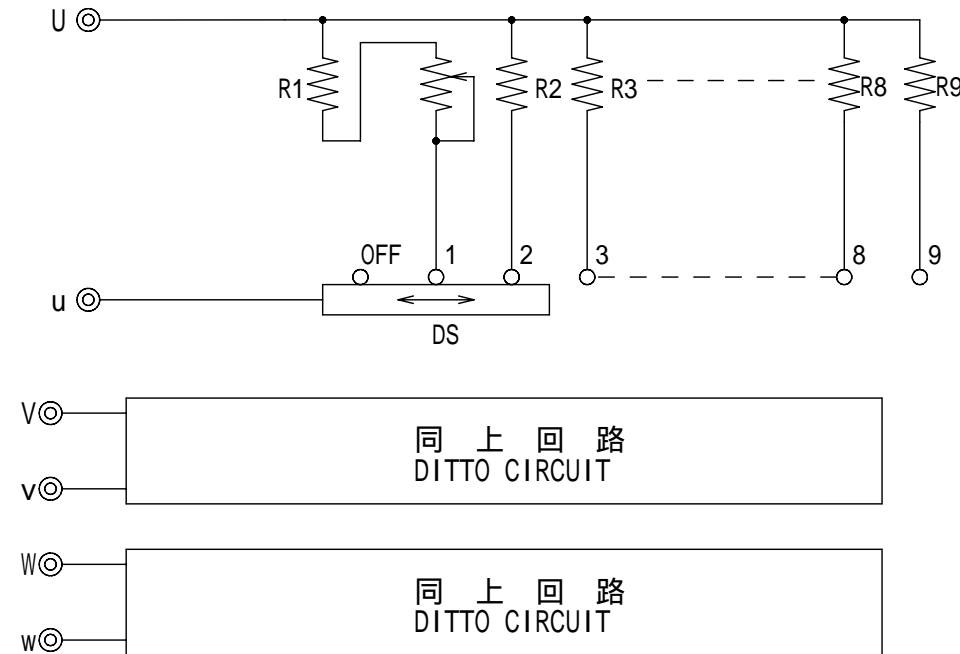 U
R1 R2 R3 R8 R9
OFF 1 2 3 8 9
u
DS
V
同上回路
DITTO CIRCUIT
v
W
同上回路
DITTO CIRCUIT
w